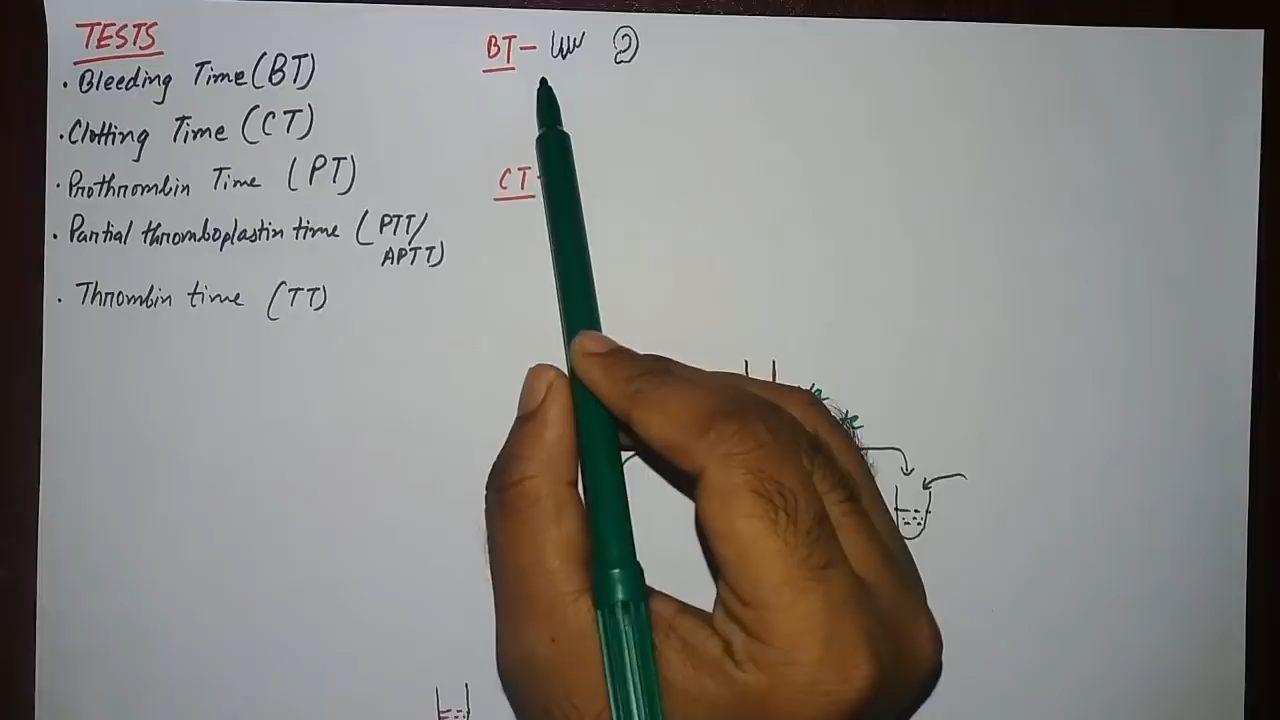 TESTS
· Bleeding Time (BT)
· Clotting Time (CT)
· Prothrombin Time (PT)
· Partial thromboplastin time (PTT/
APTT)
· Thrombin time (TT)
BT-
CT-